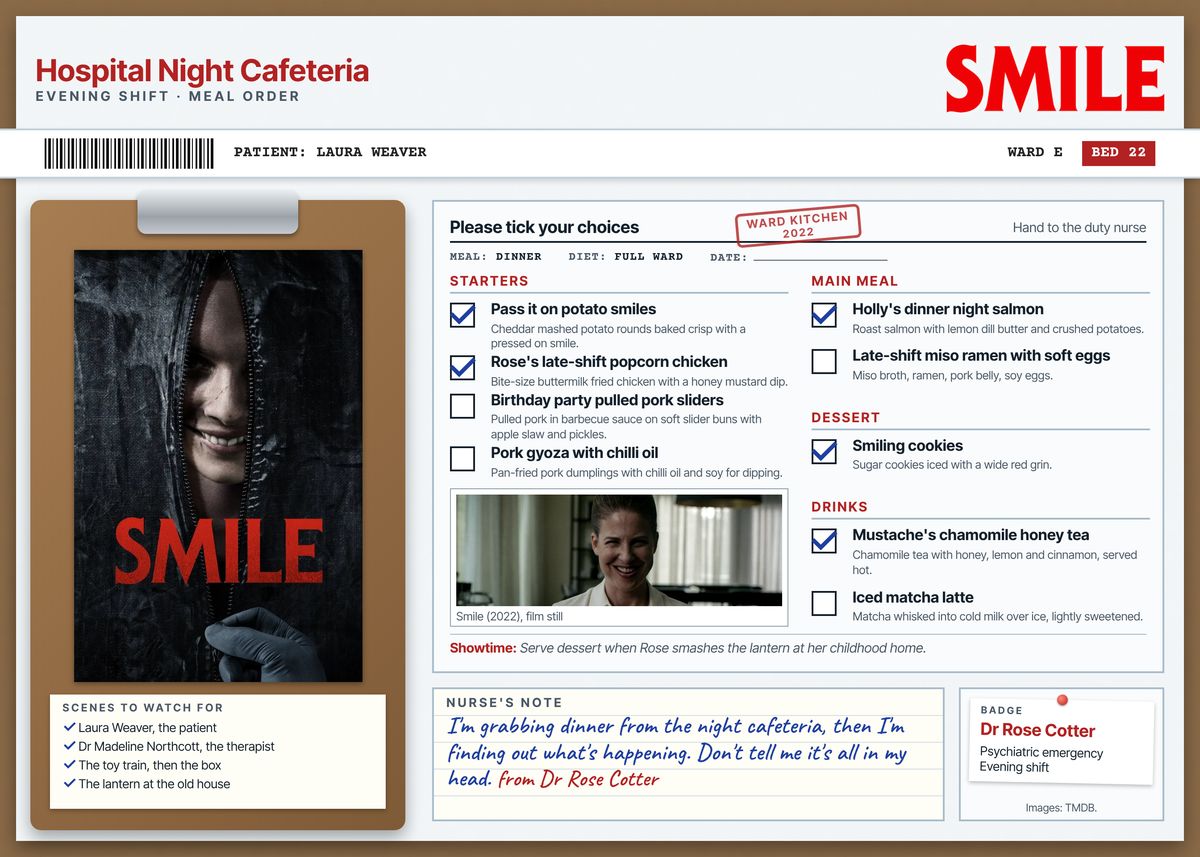 Hospital Night Cafeteria
EVENING SHIFT · MEAL ORDER
SMILE
PATIENT: LAURA WEAVER
WARD E
BED 22
SMILE
SCENES TO WATCH FOR
Laura Weaver, the patient
Dr Madeline Northcott, the therapist
The toy train, then the box
The lantern at the old house
Please tick your choices
WARD KITCHEN
2022
Hand to the duty nurse
MEAL: DINNER
DIET: FULL WARD
DATE:
STARTERS
Pass it on potato smiles
Cheddar mashed potato rounds baked crisp with a
pressed on smile.
Rose's late-shift popcorn chicken
Bite-size buttermilk fried chicken with a honey mustard dip.
Birthday party pulled pork sliders
Pulled pork in barbecue sauce on soft slider buns with
apple slaw and pickles.
Pork gyoza with chilli oil
Pan-fried pork dumplings with chilli oil and soy for dipping.
Smile (2022), film still
MAIN MEAL
Holly's dinner night salmon
Roast salmon with lemon dill butter and crushed potatoes.
Late-shift miso ramen with soft eggs
Miso broth, ramen, pork belly, soy eggs.
DESSERT
Smiling cookies
Sugar cookies iced with a wide red grin.
DRINKS
Mustache's chamomile honey tea
Chamomile tea with honey, lemon and cinnamon, served
hot.
Iced matcha latte
Matcha whisked into cold milk over ice, lightly sweetened.
Showtime: Serve dessert when Rose smashes the lantern at her childhood home.
NURSE'S NOTE
I'm grabbing dinner from the night cafeteria, then I'm
finding out what's happening. Don't tell me it's all in my
head. from Dr Rose Cotter
BADGE
Dr Rose Cotter
Psychiatric emergency
Evening shift
Images: TMDB.